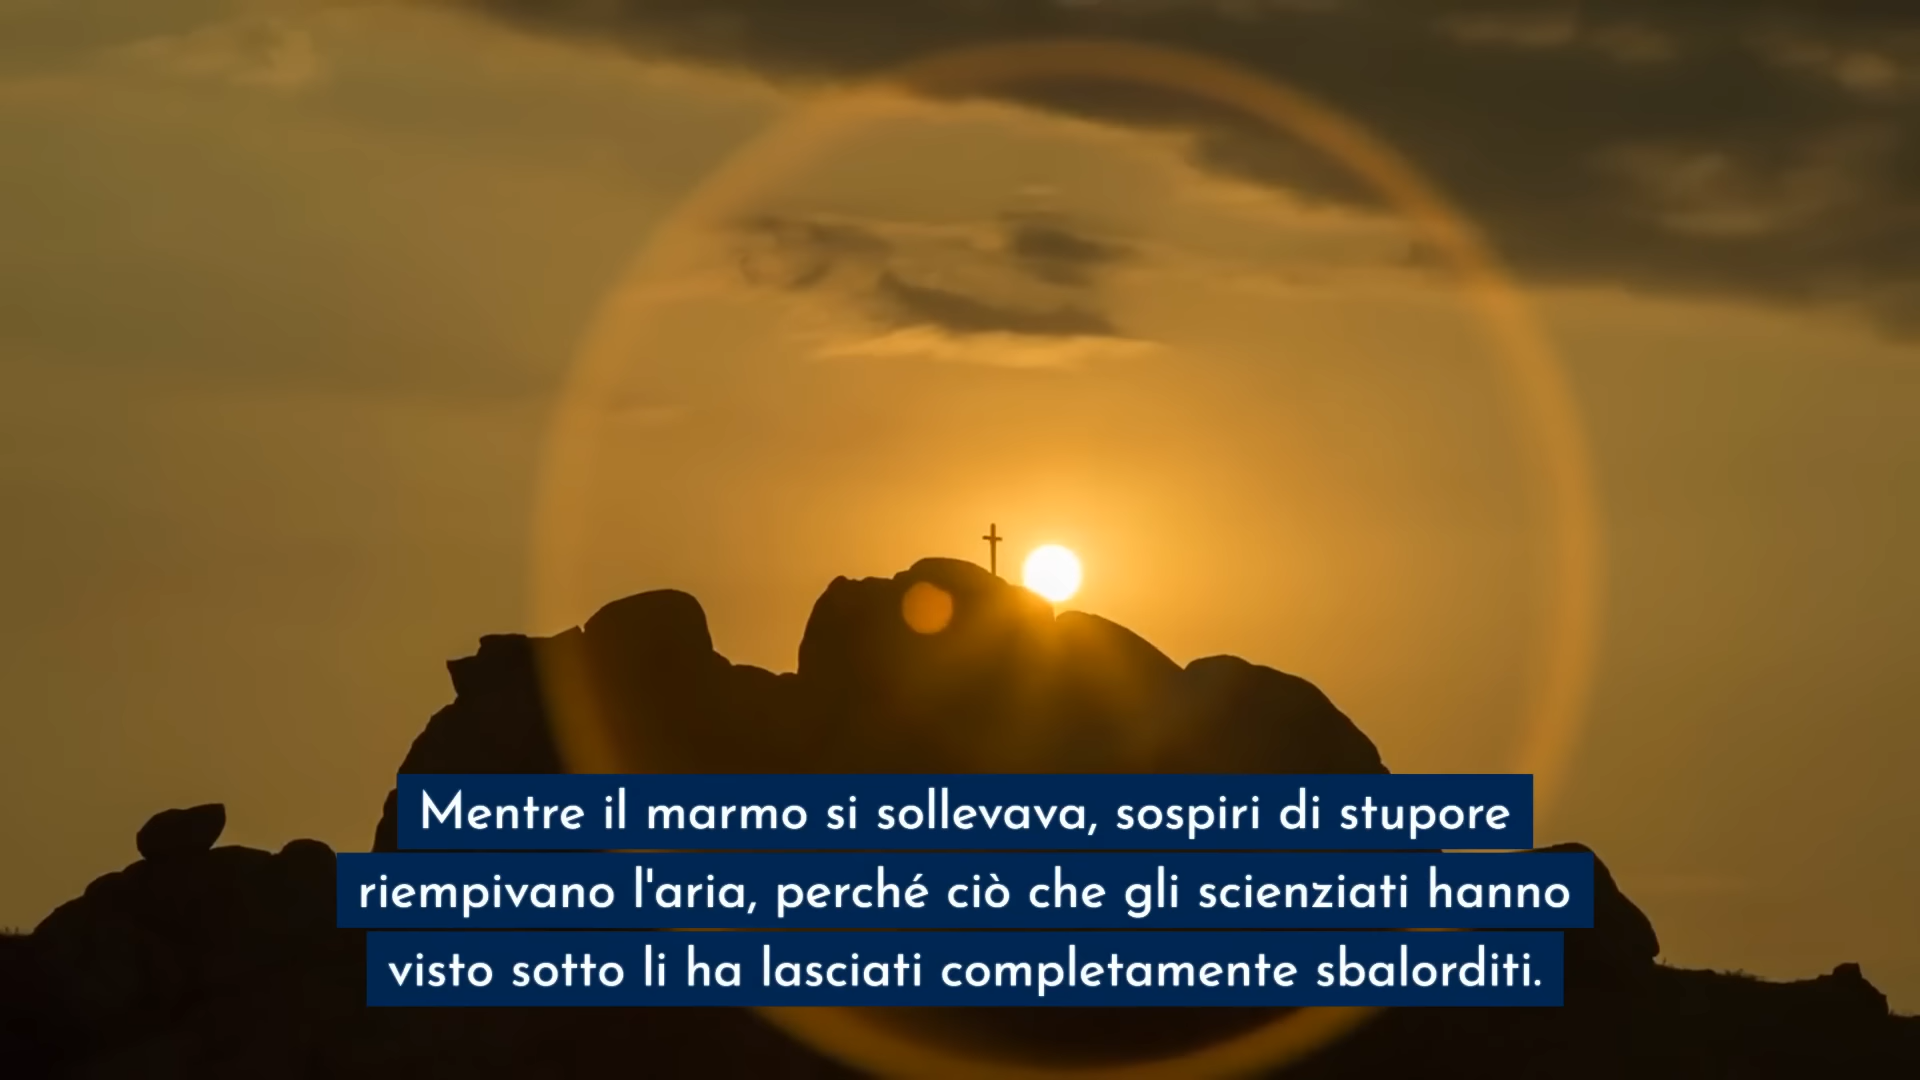 Mentre il marmo si sollevava, sospiri di stupore
riempivano l'aria, perché ciò che gli scienziati hanno
visto sotto li ha lasciati completamente sbalorditi.